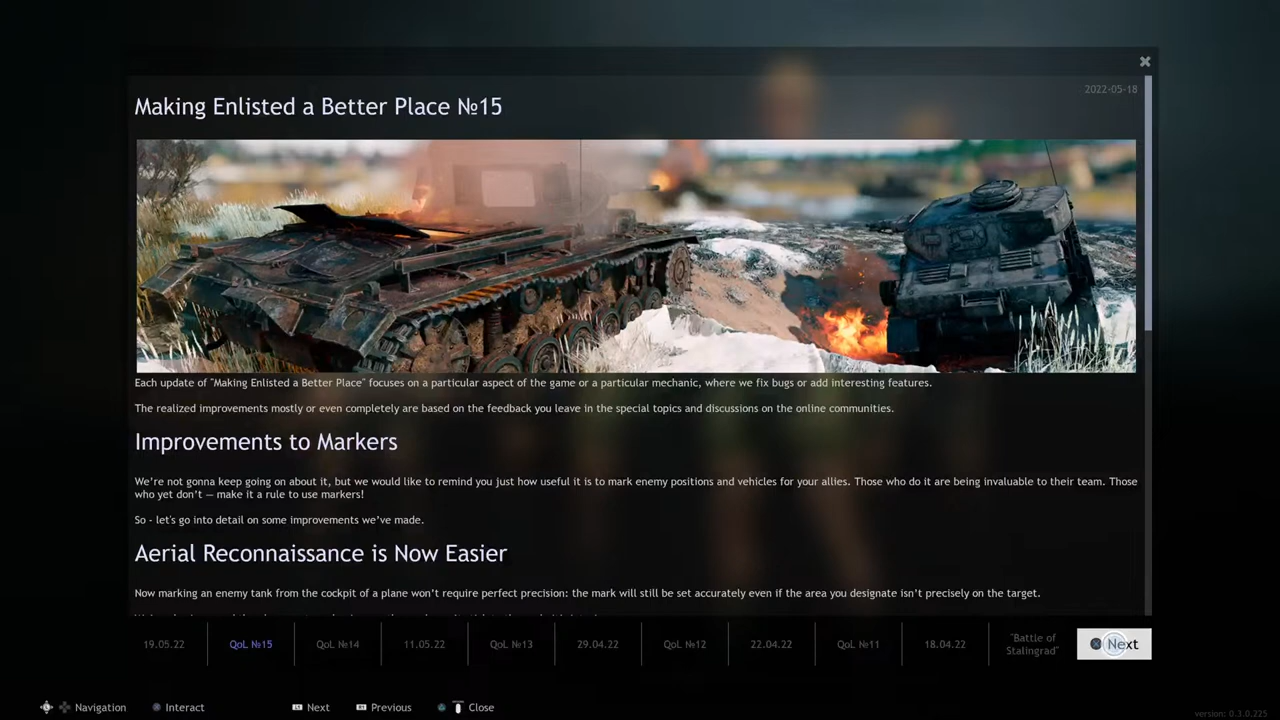 2022-05-18
Making Enlisted a Better Place №15
Each update of "Making Enlisted a Better Place" focuses on a particular aspect of the game or a particular mechanic, where we fix bugs or add interesting features.
The realized improvements mostly or even completely are based on the feedback you leave in the special topics and discussions on the online communities.
Improvements to Markers
We're not gonna keep going on about it, but we would like to remind you just how useful it is to mark enemy positions and vehicles for your allies. Those who do it are being invaluable to their team. Those
who yet don't — make it a rule to use markers!
So - let's go into detail on some improvements we've made.
Aerial Reconnaissance is Now Easier
Now marking an enemy tank from the cockpit of a plane won't require perfect precision: the mark will still be set accurately even if the area you designate isn't precisely on the target.
19.05.22
QoL №15
QoL №14
11.05.22
QoL №13
29.04.22
QoL №12
22.04.22
QoL №11
18.04.22
"Battle of
Stalingrad"
Next
Navigation
Interact
L1 Next
R1 Previous
Close
version: 0.3.0.225